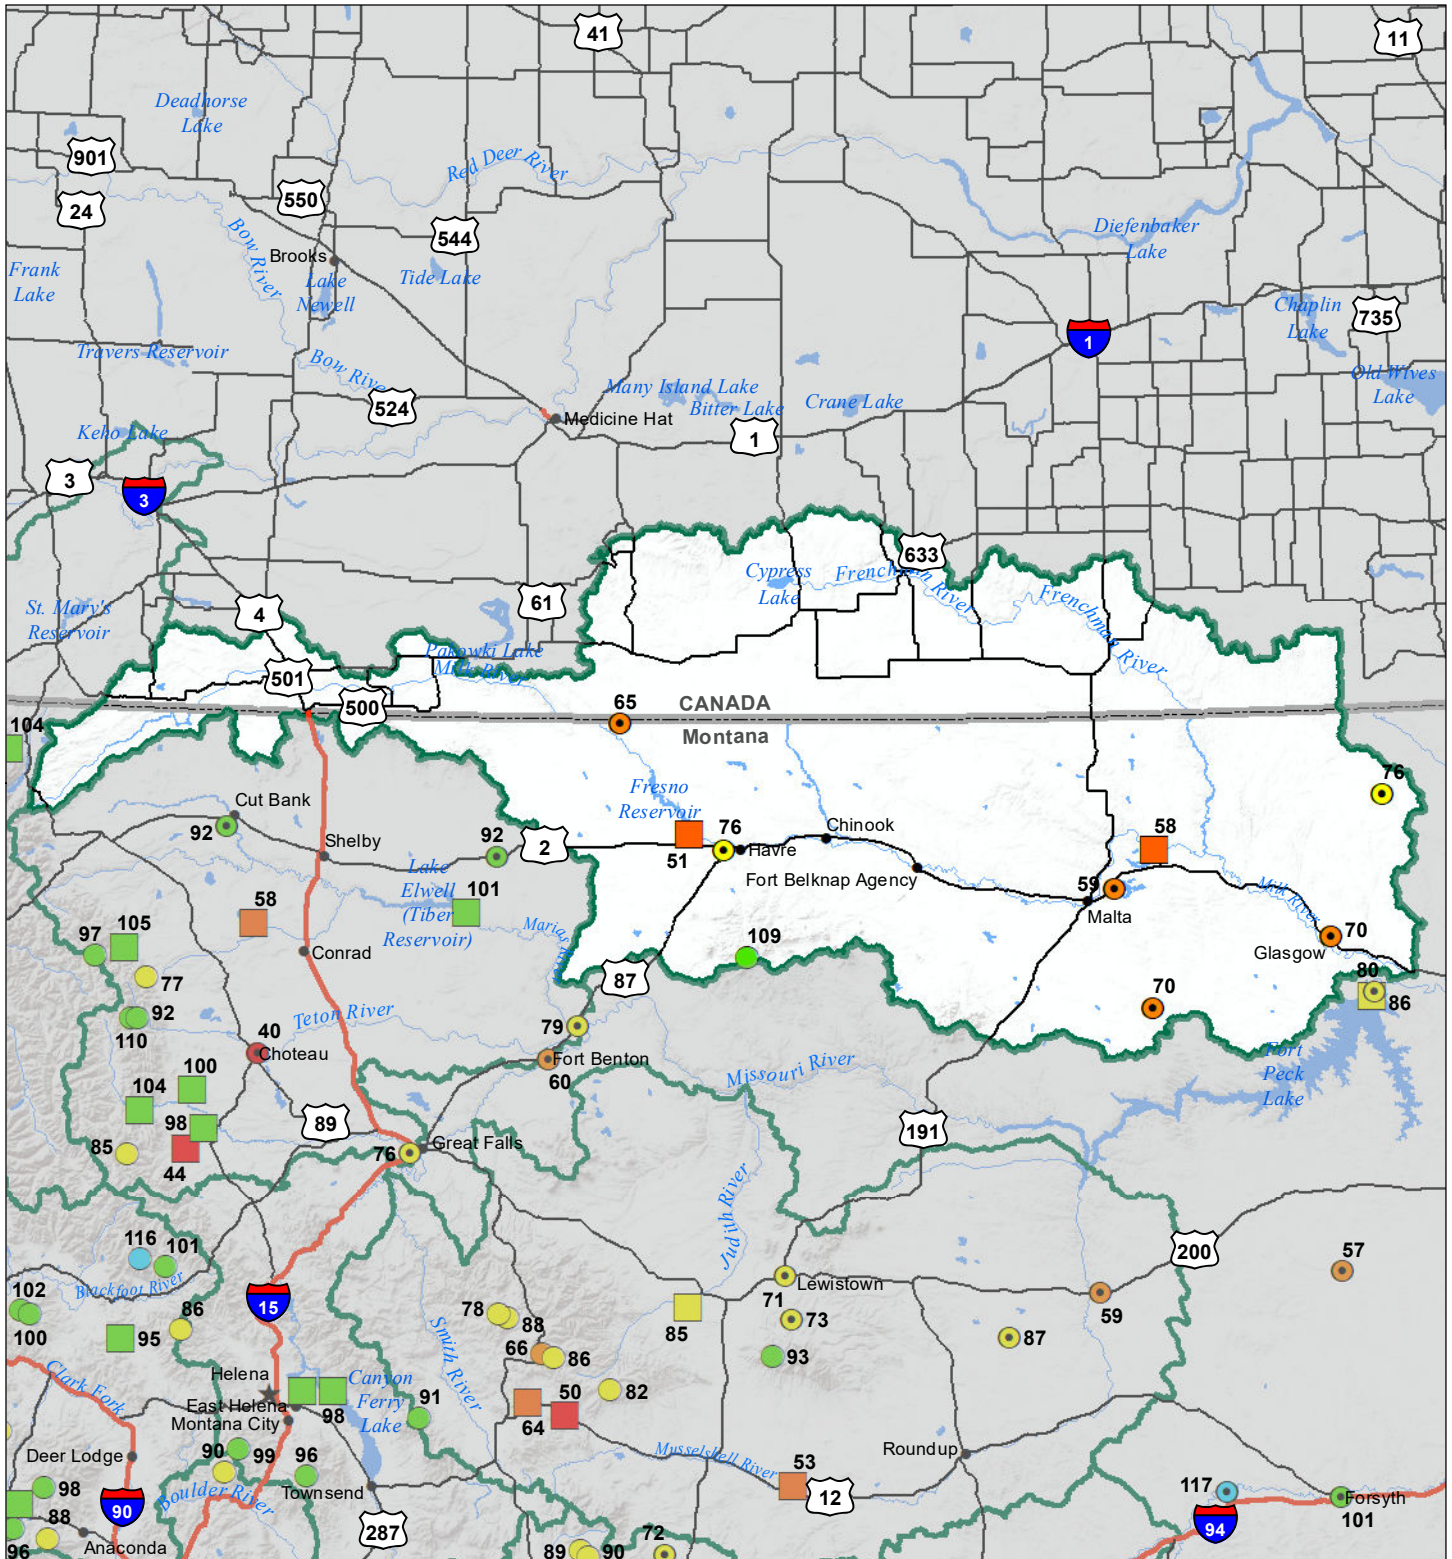 41
11
Deadhorse
Lake
901
Red Deer River
550
24
544
Bow River
Diefenbaker
Lake
Brooks
Frank
Lake
Lake
Newell
Tide Lake
Chaplin
Lake
735
1
Travers Reservoir
Bow River
Many Island Lake
Old Wives
Lake
524
Bitter Lake
Crane Lake
Medicine Hat
Keho Lake
1
3
3
633
Cypress
Lake
Frenchman River
Frenchman River
61
4
St. Mary's
Reservoir
Pakowki Lake
Milk River
501
500
65
CANADA
Montana
104
76
Fresno
Reservoir
Cut Bank
92
Shelby
92
2
51
76
Havre
Chinook
58
Lake
Elwell
(Tiber
Reservoir)
Fort Belknap Agency
59
Malta
Milk River
101
58
105
97
Marias River
109
70
Glasgow
Conrad
77
87
80
86
70
92
110
Teton River
79
40
Choteau
Fort Benton
60
Missouri River
Fort
Peck
Lake
100
104
98
89
191
Great Falls
85
44
76
Judith River
116
101
200
57
Blackfoot River
102
100
15
86
Lewistown
71
73
59
78
88
85
95
Smith River
66
86
87
93
Clark Fork
Helena
Canyon
Ferry
Lake
82
East Helena
98
91
64
50
Montana City
Deer Lodge
90
99
96
Musselshell River
Roundup
53
12
98
Boulder River
Townsend
117
Forsyth
101
90
88
287
94
96
Anaconda
89
90
72